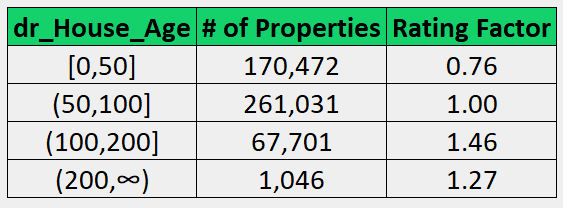 dr_House_Age # of Properties Rating Factor
[0,50] 170,472 0.76
(50,100] 261,031 1.00
(100,200] 67,701 1.46
(200,∞) 1,046 1.27